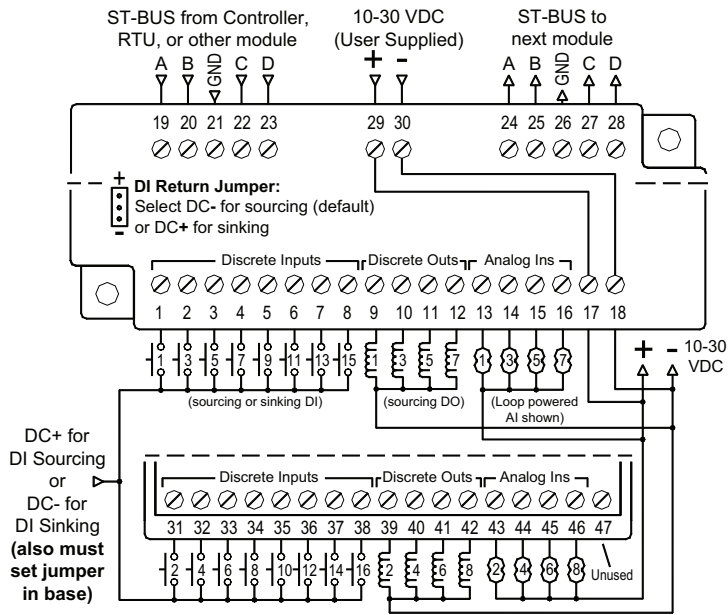 ST-BUS from Controller,
RTU, or other module
10-30 VDC
(User Supplied)
ST-BUS to
next module
A B GND C D
+ -
A B GND C D
19 20 21 22 23
29 30
24 25 26 27 28
+
-
DI Return Jumper:
Select DC- for sourcing (default)
or DC+ for sinking
Discrete Inputs
Discrete Outs
Analog Ins
1 2 3 4 5 6 7 8 9 10 11 12 13 14 15 16 17 18
1 3 5 7 9 11 13 15 1 3 5 7 1 3 5 7
+ - 10-30
VDC
(sourcing or sinking DI)
(sourcing DO)
(Loop powered
AI shown)
DC+ for
DI Sourcing
or
DC- for
DI Sinking
(also must
set jumper
in base)
Discrete Inputs
Discrete Outs
Analog Ins
31 32 33 34 35 36 37 38 39 40 41 42 43 44 45 46 47
2 4 6 8 10 12 14 16 2 4 6 8 2 4 6 8
Unused